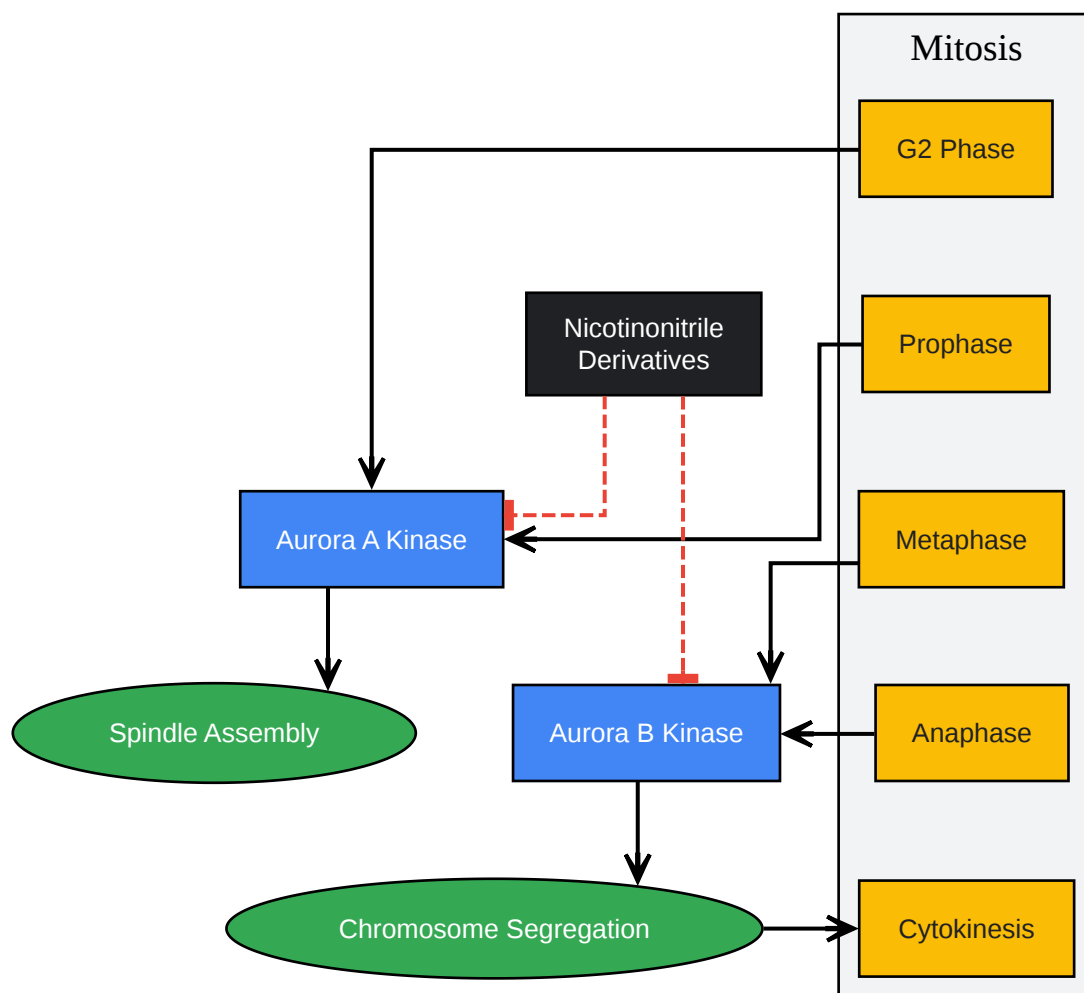 Mitosis
G2 Phase
Nicotinonitrile
Derivatives
Prophase
Aurora A Kinase
Metaphase
Spindle Assembly
Aurora B Kinase
Anaphase
Chromosome Segregation
Cytokinesis